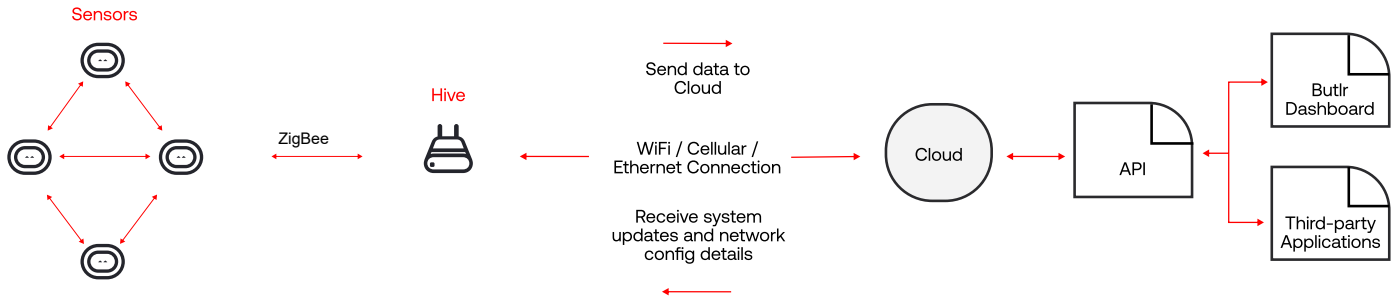 Sensors
ZigBee
Hive
Send data to
Cloud
WiFi / Cellular /
Ethernet Connection
Receive system
updates and network
config details
Cloud
API
Butlr
Dashboard
Third-party
Applications